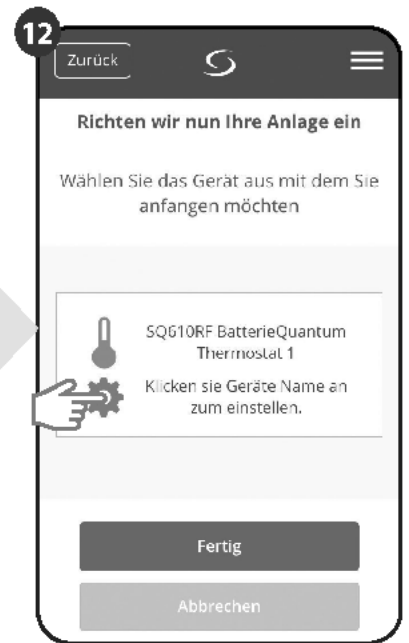 12
Zurück
Richten wir nun Ihre Anlage ein
Wählen Sie das Gerät aus mit dem Sie
anfangen möchten
SQ610RF BatterieQuantum
Thermostat 1
Klicken sie Geräte Name an
zum einstellen.
Fertig
Abbrechen